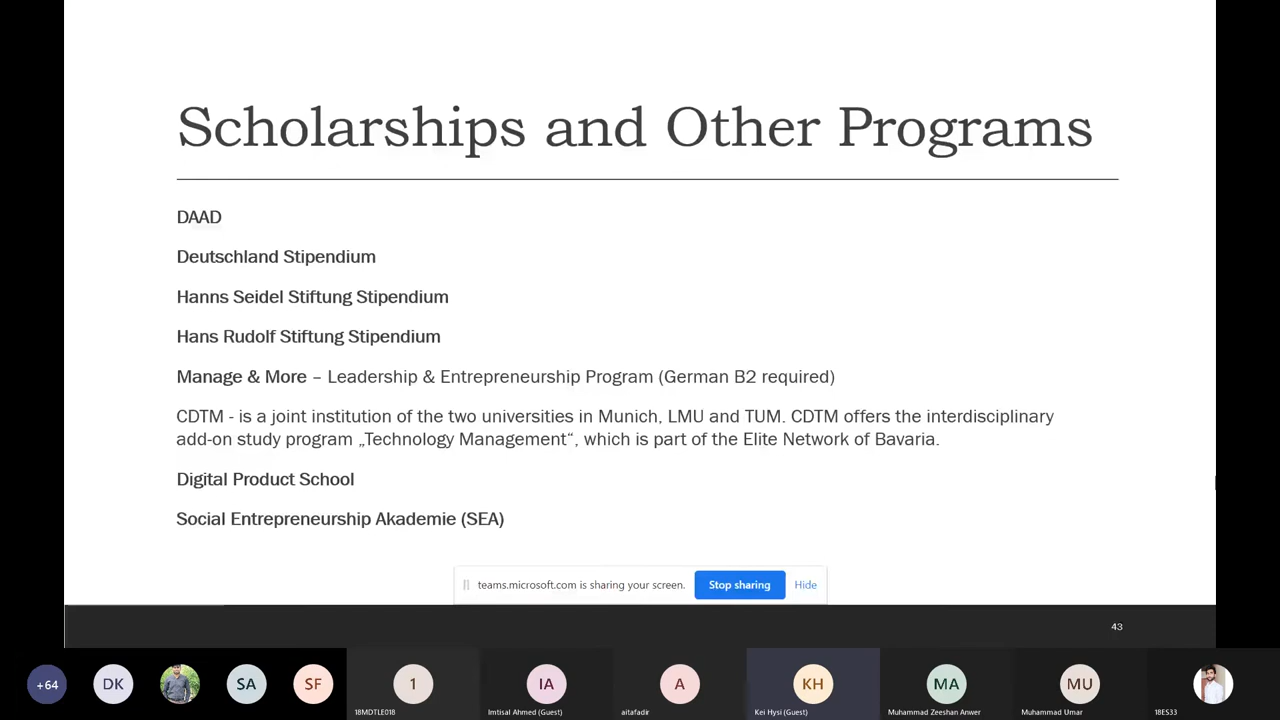 Scholarships and Other Programs
DAAD
Deutschland Stipendium
Hanns Seidel Stiftung Stipendium
Hans Rudolf Stiftung Stipendium
Manage & More – Leadership & Entrepreneurship Program (German B2 required)
CDTM - is a joint institution of the two universities in Munich, LMU and TUM. CDTM offers the interdisciplinary
add-on study program „Technology Management“, which is part of the Elite Network of Bavaria.
Digital Product School
Social Entrepreneurship Akademie (SEA)
teams.microsoft.com is sharing your screen. Stop sharing Hide
43
+64 DK SA SF 1 IA A KH MA MU
18MDTLE018 Imtisal Ahmed (Guest) aitafadir Kei Hysi (Guest) Muhammad Zeeshan Anwer Muhammad Umar 18ES33